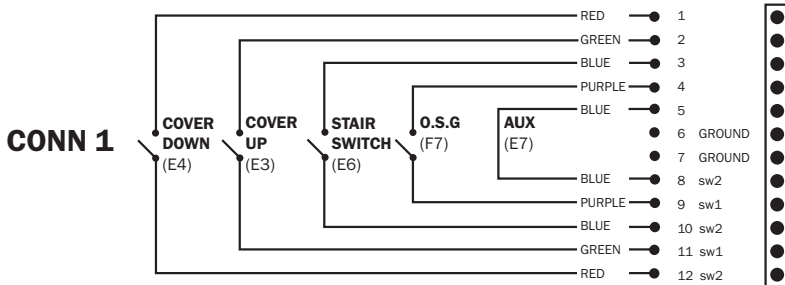 RED 1
GREEN 2
BLUE 3
PURPLE 4
BLUE 5
6 GROUND
7 GROUND
BLUE 8 sw2
PURPLE 9 sw1
BLUE 10 sw2
GREEN 11 sw1
RED 12 sw2
CONN 1
COVER
DOWN
(E4)
COVER
UP
(E3)
STAIR
SWITCH
(E6)
O.S.G
(F7)
AUX
(E7)